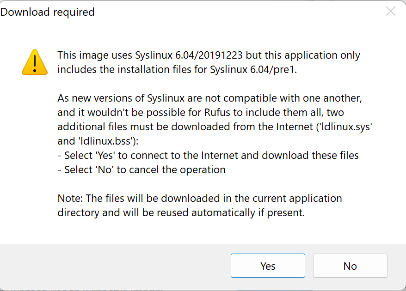 Download required
This image uses Syslinux 6.04/20191223 but this application only
includes the installation files for Syslinux 6.04/pre1.
As new versions of Syslinux are not compatible with one another,
and it wouldn't be possible for Rufus to include them all, two
additional files must be downloaded from the Internet ('ldlinux.sys'
and 'ldlinux.bss'):
- Select 'Yes' to connect to the Internet and download these files
- Select 'No' to cancel the operation
Note: The files will be downloaded in the current application
directory and will be reused automatically if present.
Yes
No